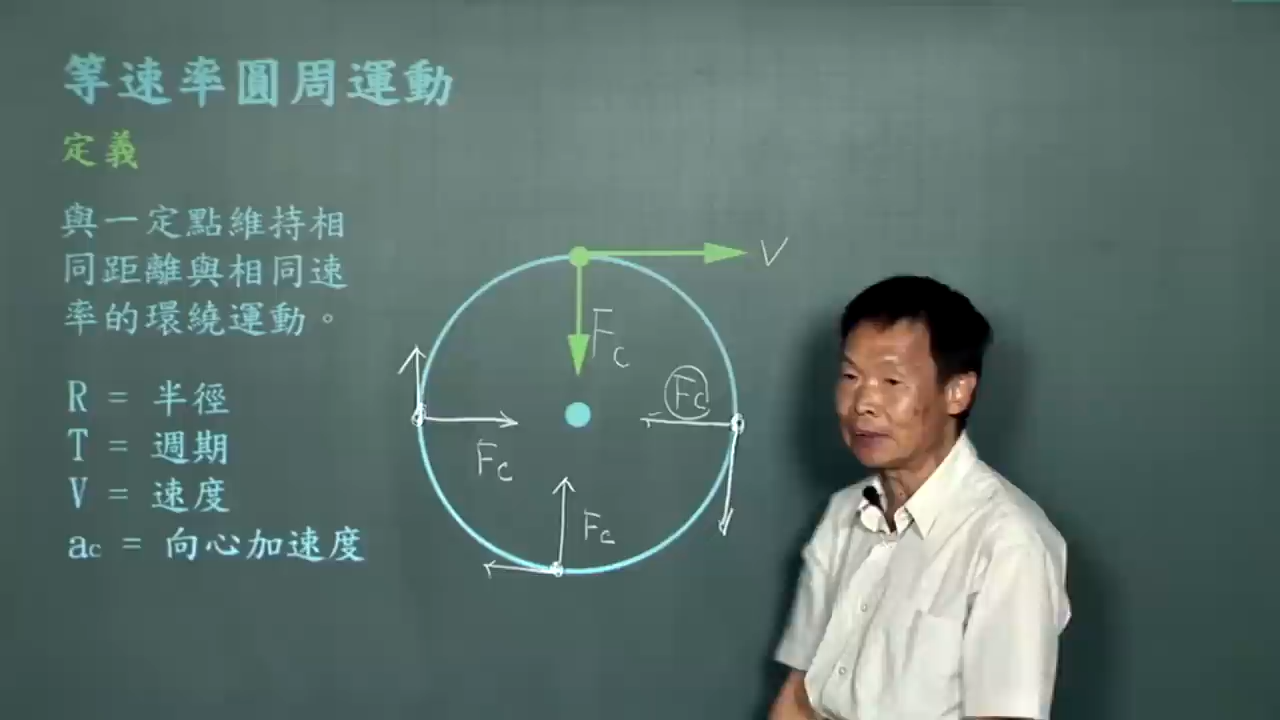 等速率圓周運動
定義
與一定點維持相
同距離與相同速
率的環繞運動。
R = 半徑
T = 週期
V = 速度
ac = 向心加速度
V
Fc
Fc
Fc
Fc